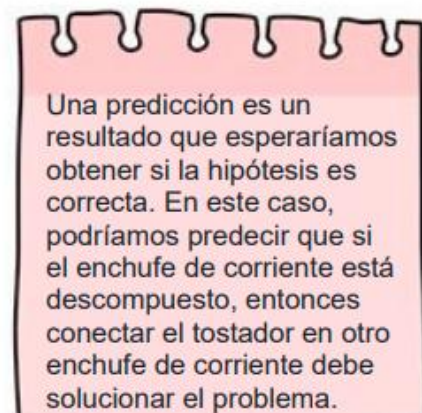 Una predicción es un
resultado que esperaríamos
obtener si la hipótesis es
correcta. En este caso,
podríamos predecir que si
el enchufe de corriente está
descompuesto, entonces
conectar el tostador en otro
enchufe de corriente debe
solucionar el problema.